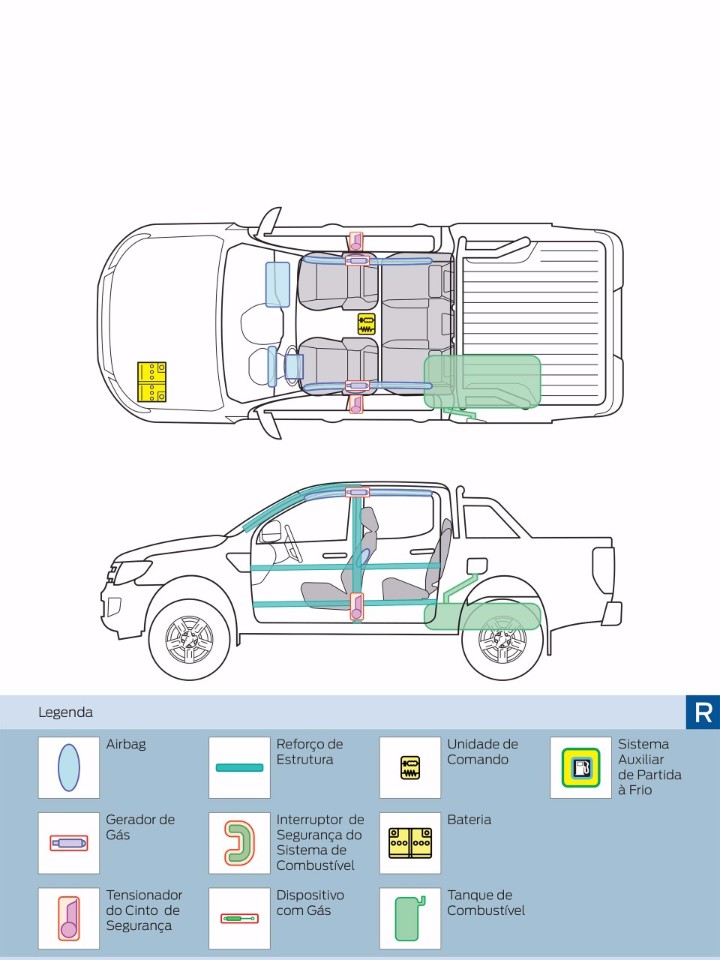 Legenda
R
Airbag
Reforço de
Estrutura
Unidade de
Comando
Sistema
Auxiliar
de Partida
à Frio
Gerador de
Gás
Interruptor de
Segurança do
Sistema de
Combustível
Bateria
Tensionador
do Cinto de
Segurança
Dispositivo
com Gás
Tanque de
Combustível